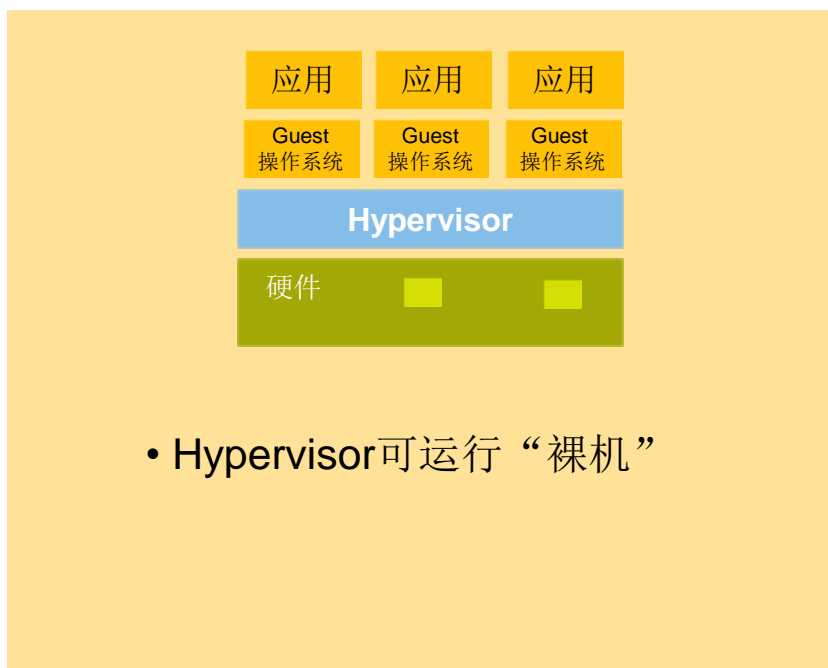 应用 应用 应用
Guest Guest Guest
操作系统 操作系统 操作系统
Hypervisor
硬件
• Hypervisor可运行“裸机”